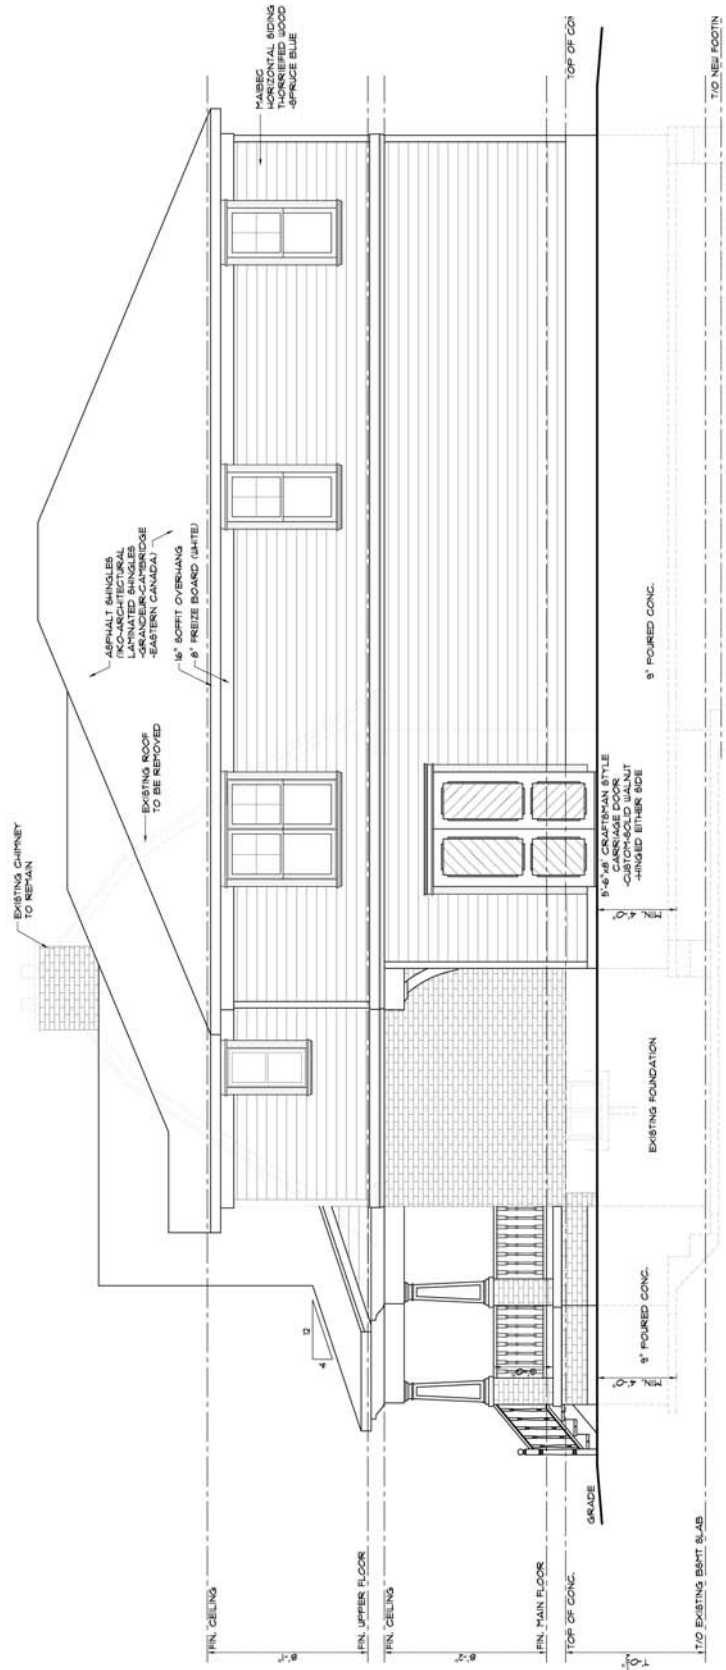 EXISTING CHIMNEY
TO REMAIN
ASPHALT SHINGLES
(IKO-ARCHITECTURAL
LAMINATED SHINGLES
-GRANDEUR-CAMBRIDGE
-EASTERN CANADA)
EXISTING ROOF
TO BE REMOVED
16" SOFFIT OVERHANG
8" FREIZE BOARD (WHITE)
MAIBEC
HORIZONTAL SIDING
THORRIEFED WOOD
-SPRUCE BLUE
12
4
FIN. CEILING
8'-1"
FIN. UPPER FLOOR
FIN. CEILING
8'-2"
FIN. MAIN FLOOR
TOP OF CONC.
TOP OF CO
GRADE
5'-6"x8' CRAFTSMAN STYLE
CARRIAGE DOOR
-CUSTOM-SOLID WALNUT
-HINGED EITHER SIDE
MIN. 4'-0"
9" POURED CONC.
EXISTING FOUNDATION
MIN. 4'-0"
9" POURED CONC.
T/O EXISTING BSMT SLAB
T/O NEW FOOTIN